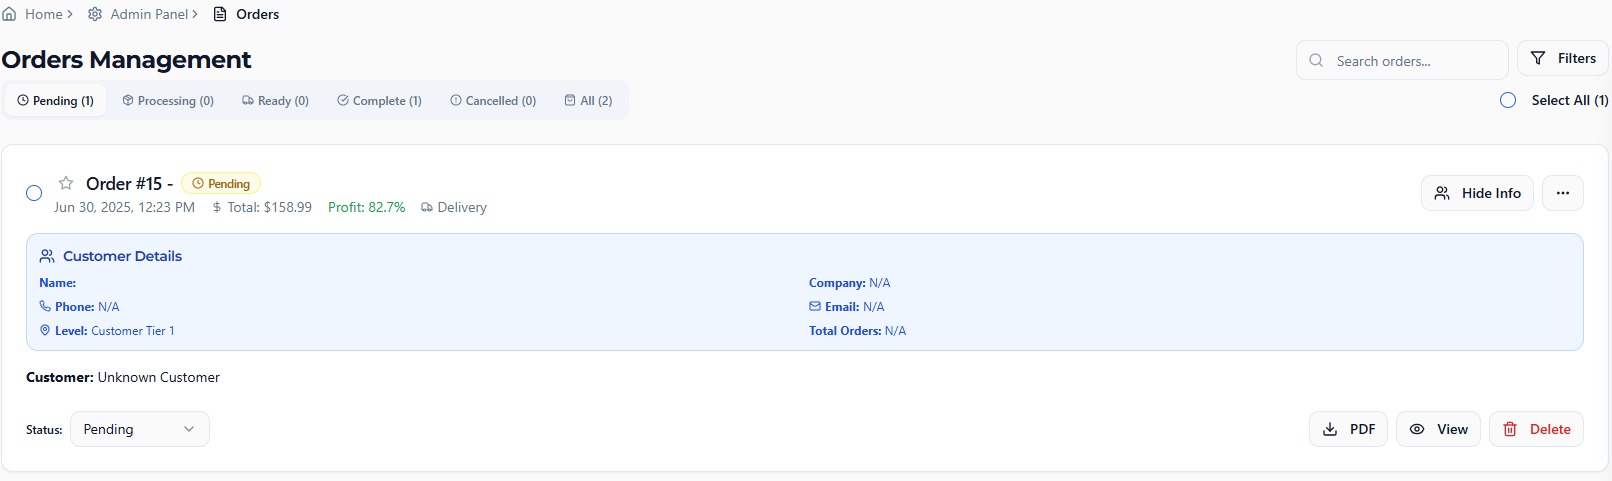 Home > Admin Panel > Orders
Orders Management
Search orders...
Filters
Pending (1) Processing (0) Ready (0) Complete (1) Cancelled (0) All (2)
Select All (1)
Order #15 - Pending
Jun 30, 2025, 12:23 PM $ Total: $158.99 Profit: 82.7% Delivery
Hide Info ...
Customer Details
Name: Company: N/A
Phone: N/A Email: N/A
Level: Customer Tier 1 Total Orders: N/A
Customer: Unknown Customer
Status: Pending PDF View Delete